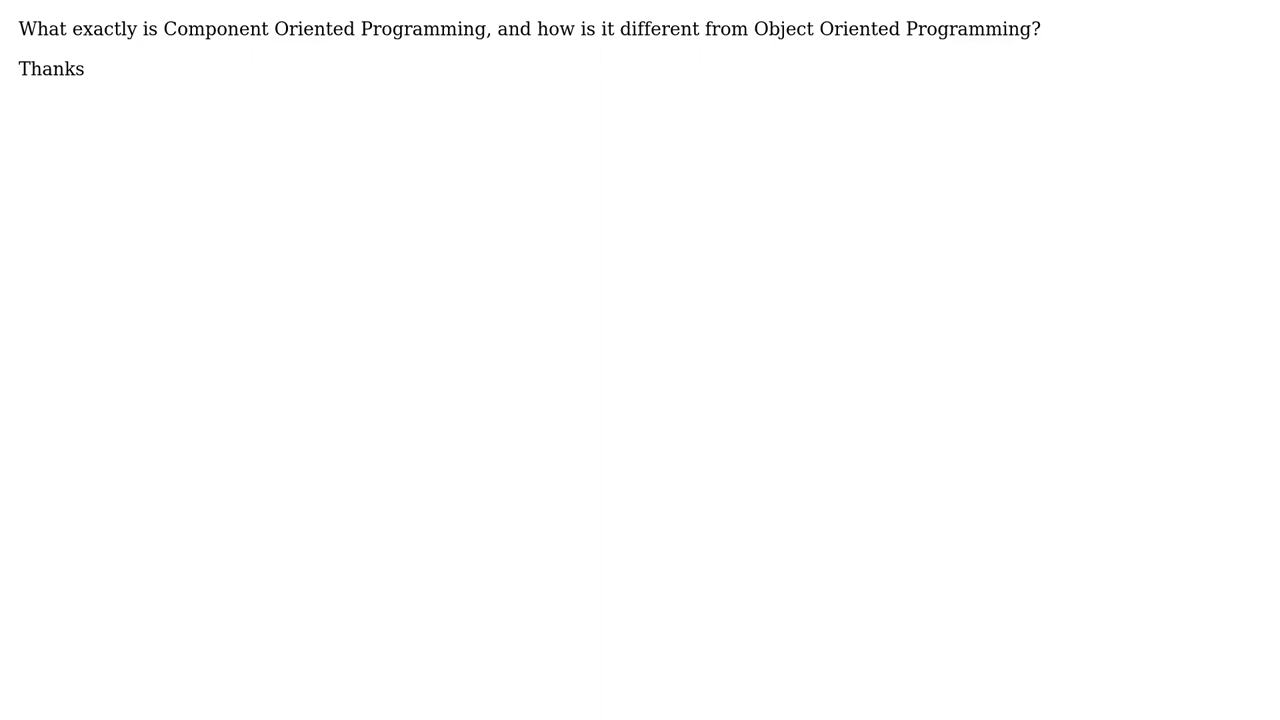 What exactly is Component Oriented Programming, and how is it different from Object Oriented Programming?
Thanks